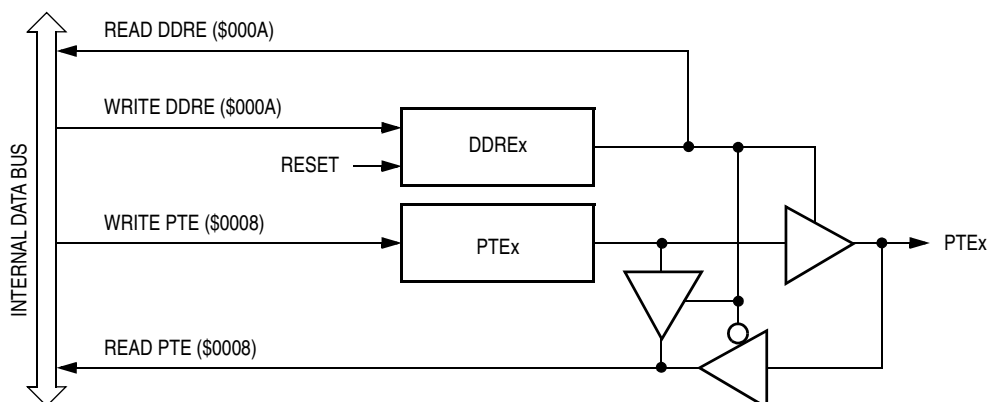 READ DDRE ($000A)
WRITE DDRE ($000A)
DDREx
RESET
INTERNAL DATA BUS
WRITE PTE ($0008)
PTEx
PTEx
READ PTE ($0008)